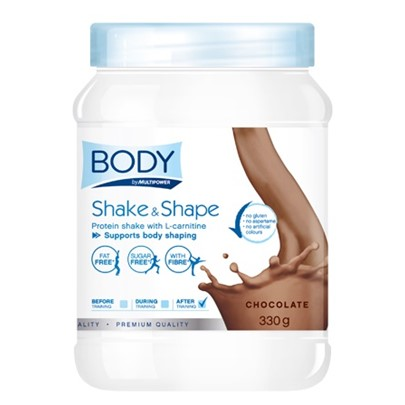 BODY
by MULTIPOWER
Shake & Shape
Protein shake with L-carnitine
Supports body shaping
• no gluten
• no aspartame
• no artificial
colours
FAT
FREE*
SUGAR
FREE*
WITH
FIBRE
BEFORE
TRAINING
DURING
TRAINING
AFTER
TRAINING
CHOCOLATE
330 g
ALITY • PREMIUM QUALITY